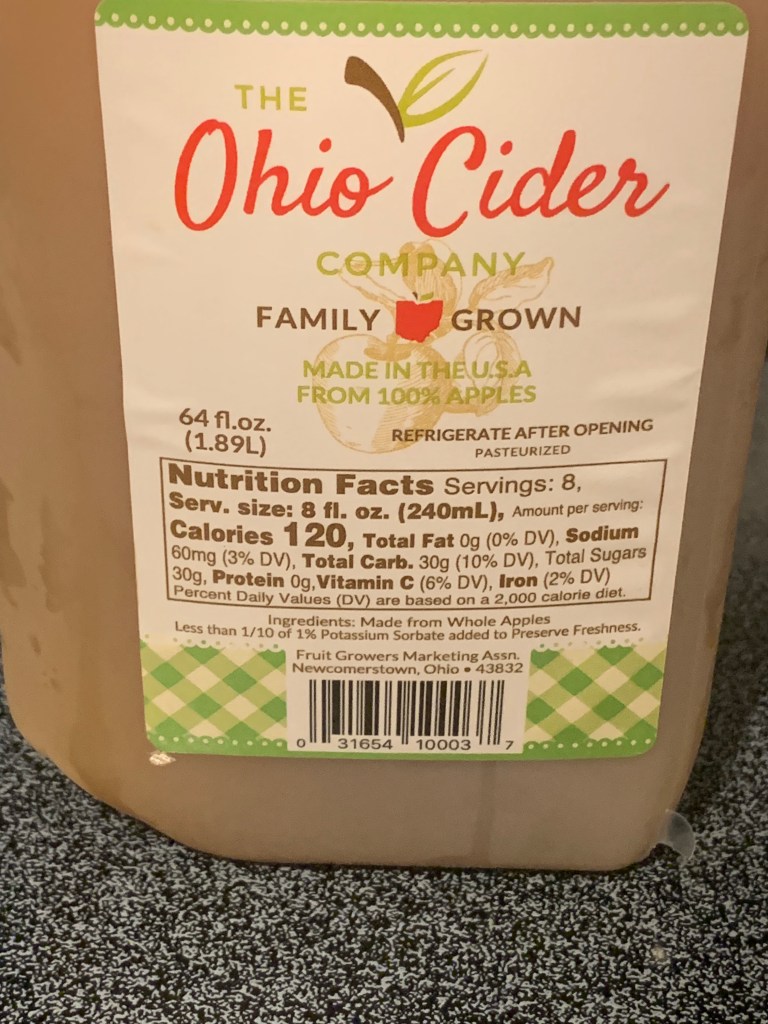 THE
Ohio Cider
COMPANY
FAMILY GROWN
MADE IN THE U.S.A
FROM 100% APPLES
64 fl.oz.
(1.89L)
REFRIGERATE AFTER OPENING
PASTEURIZED
Nutrition Facts Servings: 8,
Serv. size: 8 fl. oz. (240mL), Amount per serving:
Calories 120, Total Fat 0g (0% DV), Sodium
60mg (3% DV), Total Carb. 30g (10% DV), Total Sugars
30g, Protein 0g, Vitamin C (6% DV), Iron (2% DV)
Percent Daily Values (DV) are based on a 2,000 calorie diet.
Ingredients: Made from Whole Apples
Less than 1/10 of 1% Potassium Sorbate added to Preserve Freshness.
Fruit Growers Marketing Assn.
Newcomerstown, Ohio • 43832
0 31654 10003 7